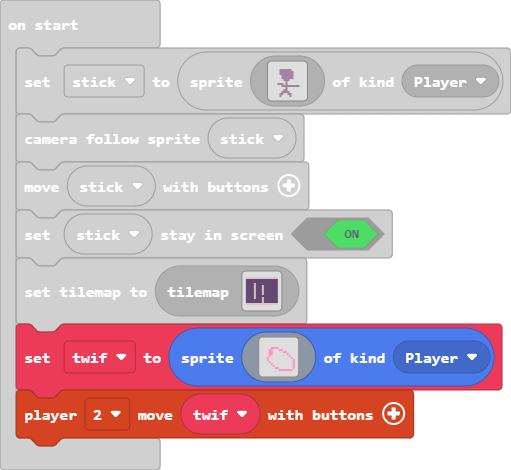 on start
set stick to sprite of kind Player
camera follow sprite stick
move stick with buttons
set stick stay in screen ON
set tilemap to tilemap
set twif to sprite of kind Player
player 2 move twif with buttons